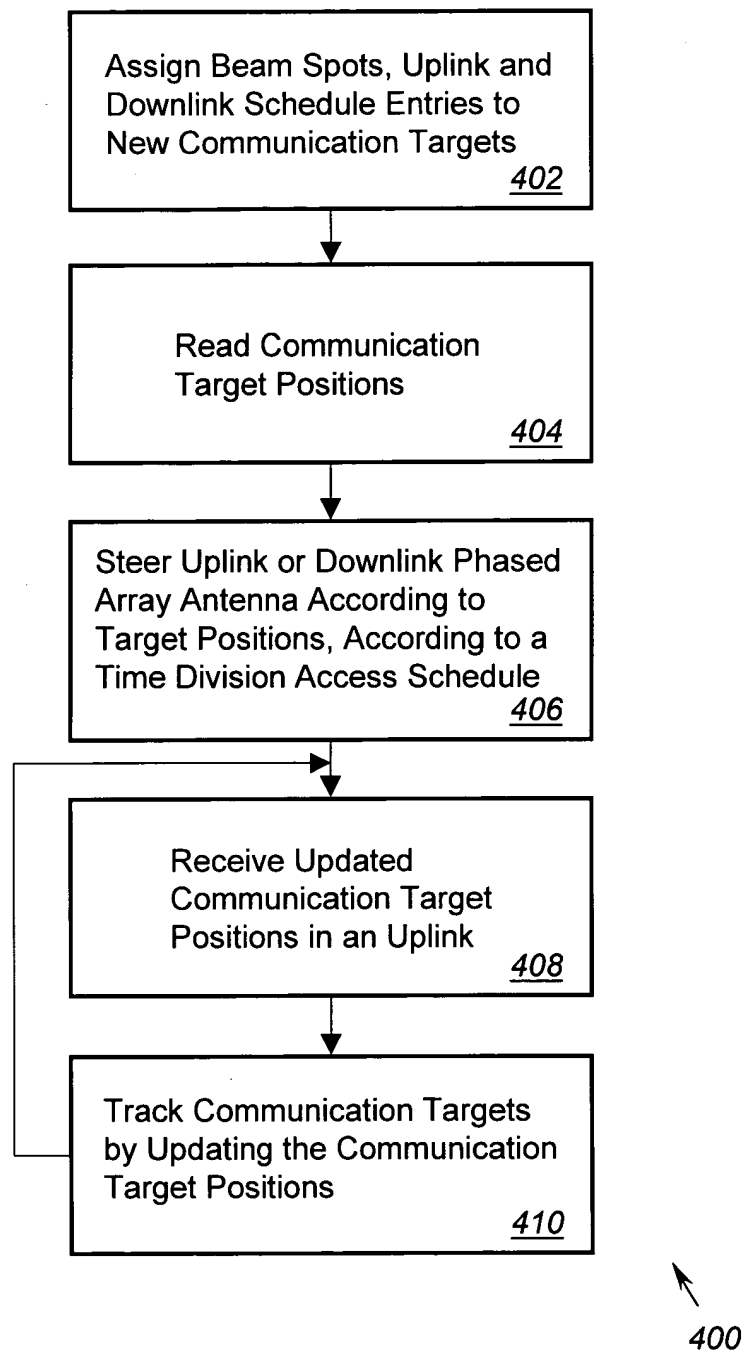 Assign Beam Spots, Uplink and
Downlink Schedule Entries to
New Communication Targets
402
Read Communication
Target Positions
404
Steer Uplink or Downlink Phased
Array Antenna According to
Target Positions, According to a
Time Division Access Schedule
406
Receive Updated
Communication Target
Positions in an Uplink
408
Track Communication Targets
by Updating the Communication
Target Positions
410
400